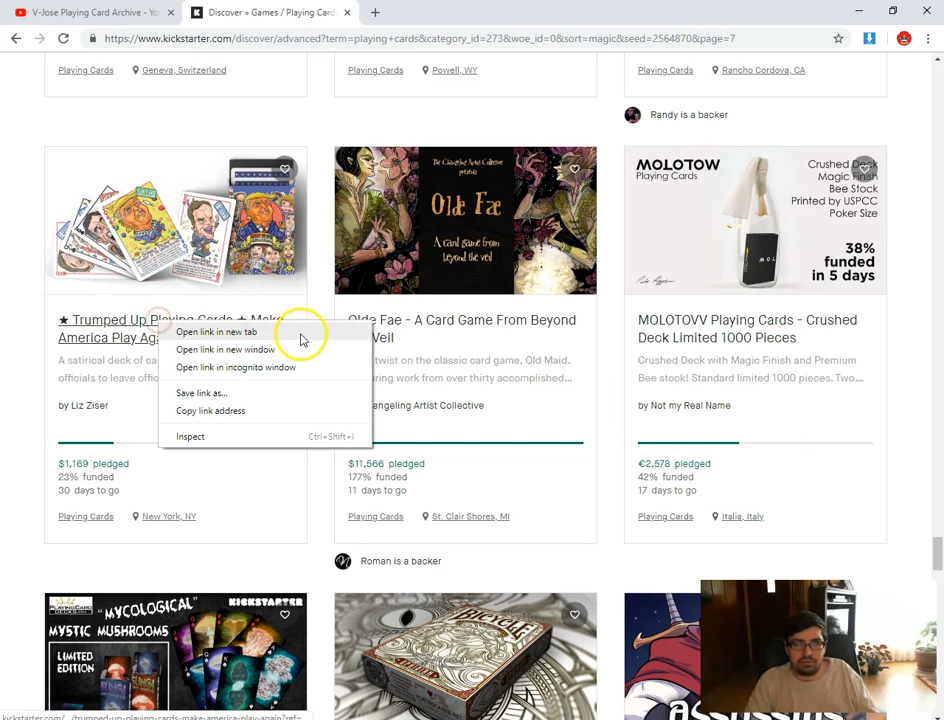 V-Jose Playing Card Archive - Yo
Discover » Games / Playing Cards
https://www.kickstarter.com/discover/advanced?term=playing+cards&category_id=273&woe_id=0&sort=magic&seed=2564870&page=7
Playing Cards
Geneva, Switzerland
Playing Cards
Powell, WY
Playing Cards
Rancho Cordova, CA
Randy is a backer
The Changeling Artist Collective
presents
Olde Fae
A card game from
beyond the veil
MOLOTOW
Playing Cards
Crushed Deck
Magic Finish
Bee Stock
Printed by USPCC
Poker Size
38%
funded
in 5 days
★ Trumped Up Playing Cards ★ Make
America Play Aga
A satirical deck of ca
officials to leave offi
by Liz Ziser
$1,169 pledged
23% funded
30 days to go
Playing Cards
New York, NY
Open link in new tab
Open link in new window
Open link in incognito window
Save link as...
Copy link address
Inspect
Ctrl+Shift+I
Olde Fae - A Card Game From Beyond
Veil
twist on the classic card game, Old Maid.
uring work from over thirty accomplished...
angeling Artist Collective
$11,566 pledged
177% funded
11 days to go
Playing Cards
St. Clair Shores, MI
Roman is a backer
MOLOTOVV Playing Cards - Crushed
Deck Limited 1000 Pieces
Crushed Deck with Magic Finish and Premium
Bee stock! Standard limited 1000 pieces. Two...
by Not my Real Name
€2,578 pledged
42% funded
17 days to go
Playing Cards
Italia, Italy
PLAYINGCARD
DECKS
"MYCOLOGICAL"
KICKSTARTER
MYSTIC MUSHROOMS
LIMITED
EDITION
FUNGI
BICYCLE
assassins
kickstarter.com/.../trumped-up-playing-cards-make-america-play-again?ref=